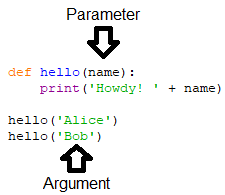 Parameter
def hello(name):
    print('Howdy! ' + name)
hello('Alice')
hello('Bob')
Argument